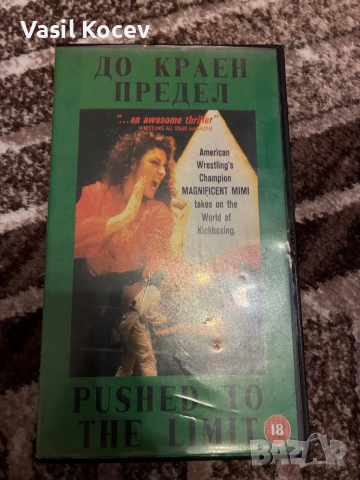 Vasil Kocev
ДО КРАЕН
ПРЕДЕЛ
"...an awesome thriller"
WRESTLING ALL STARS MAGAZINE
American
Wrestling's
Champion
MAGNIFICENT MIMI
takes on the
World of
Kickboxing.
PUSHED TO
THE LIMIT
18
BAZAR